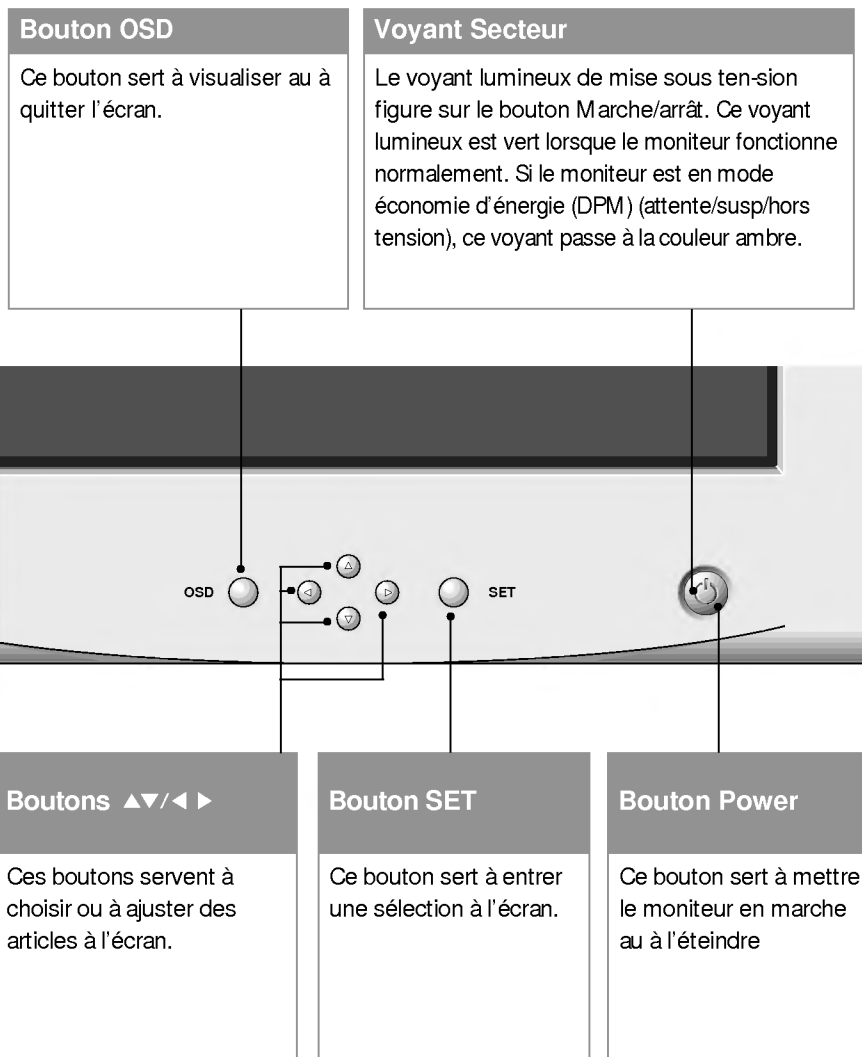 Bouton OSD
Ce bouton sert à visualiser au à
quitter l'écran.
Voyant Secteur
Le voyant lumineux de mise sous ten-sion
figure sur le bouton Marche/arrât. Ce voyant
lumineux est vert lorsque le moniteur fonctionne
normalement. Si le moniteur est en mode
économie d'énergie (DPM) (attente/susp/hors
tension), ce voyant passe à la couleur ambre.
OSD
SET
Boutons ▲▼/◀ ▶
Ces boutons servent à
choisir ou à ajuster des
articles à l'écran.
Bouton SET
Ce bouton sert à entrer
une sélection à l'écran.
Bouton Power
Ce bouton sert à mettre
le moniteur en marche
au à l'éteindre